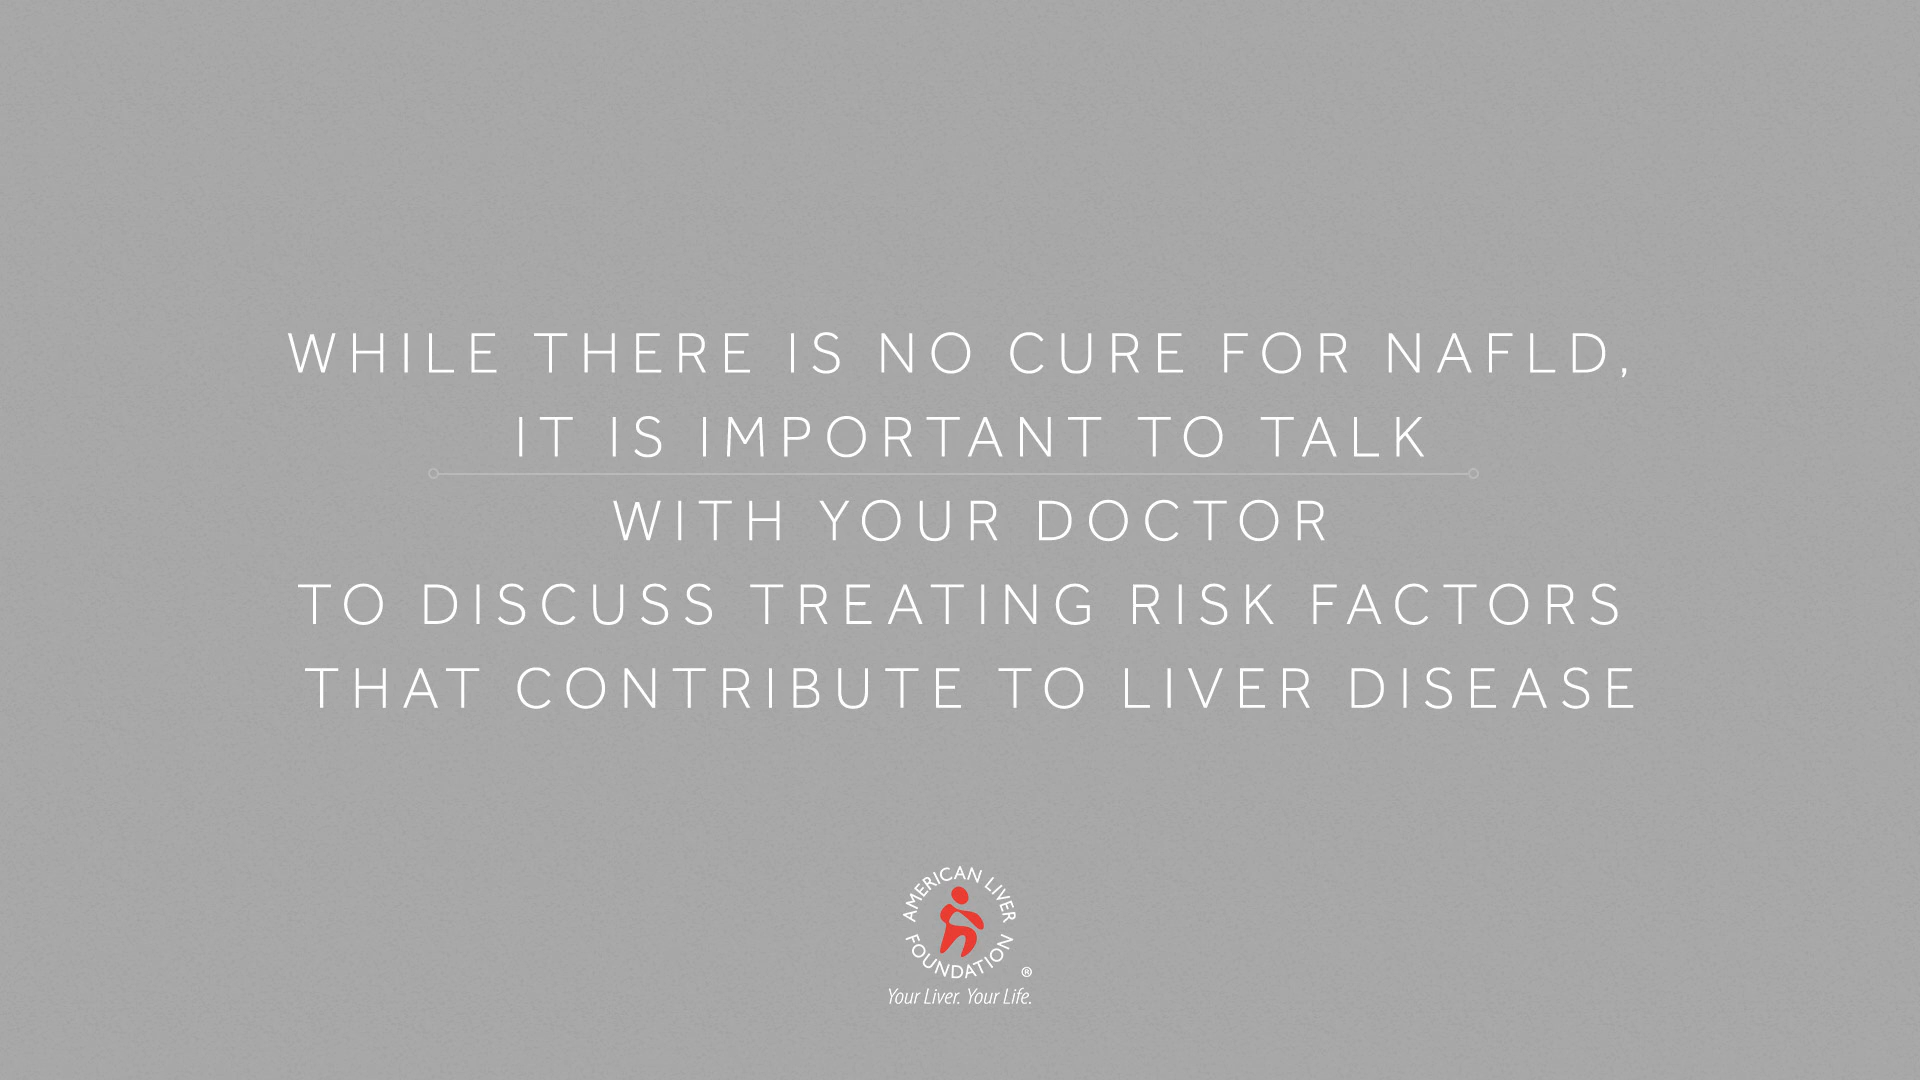 WHILE THERE IS NO CURE FOR NAFLD,
IT IS IMPORTANT TO TALK
WITH YOUR DOCTOR
TO DISCUSS TREATING RISK FACTORS
THAT CONTRIBUTE TO LIVER DISEASE
AMERICAN LIVER
FOUNDATION ®
Your Liver. Your Life.